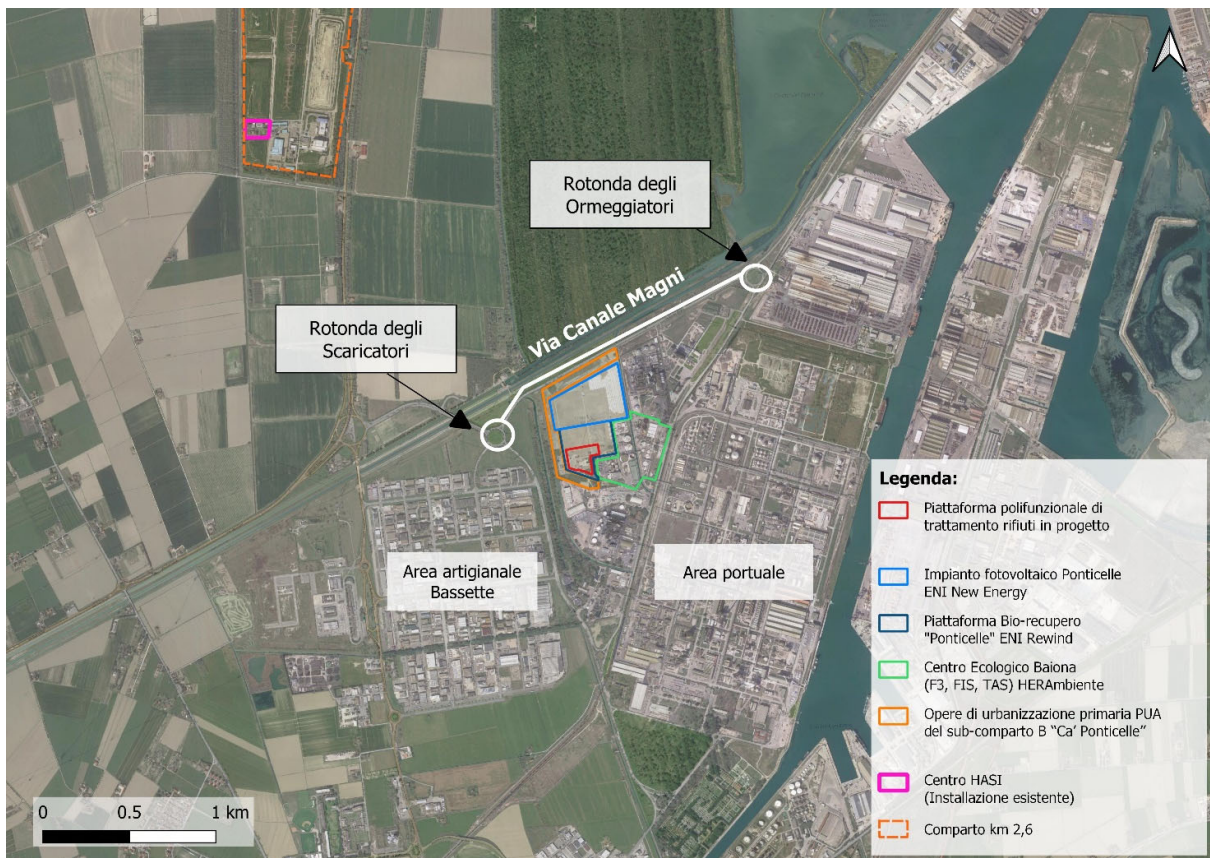 Rotonda degli
Ormeggiatori
Via Canale Magni
Rotonda degli
Scaricatori
Area artigianale
Bassette
Area portuale
Legenda:
Piattaforma polifunzionale di
trattamento rifiuti in progetto
Impianto fotovoltaico Ponticelle
ENI New Energy
Piattaforma Bio-recupero
"Ponticelle" ENI Rewind
Centro Ecologico Baiona
(F3, FIS, TAS) HERAmbiente
Opere di urbanizzazione primaria PUA
del sub-comparto B “Ca’ Ponticelle”
Centro HASI
(Installazione esistente)
Comparto km 2,6
0 0.5 1 km